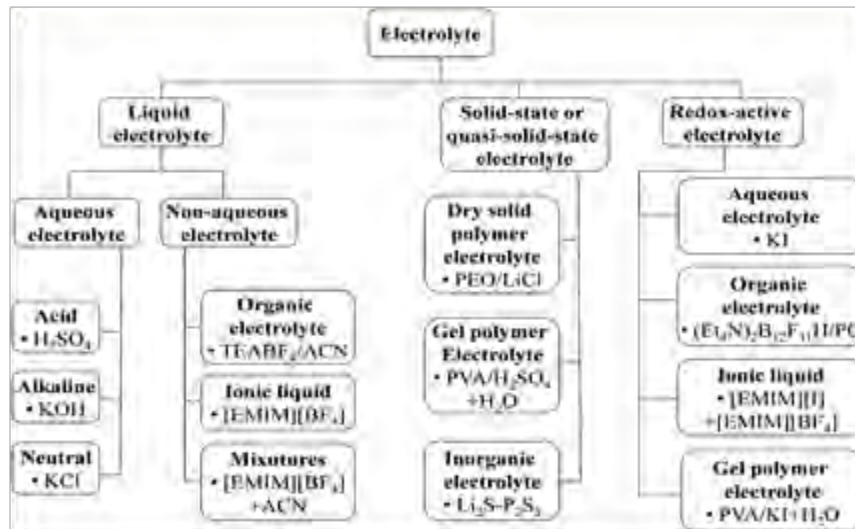 Electrolyte
Liquid
electrolyte
Aqueous
electrolyte
Acid
• H₂SO₄
Alkaline
• KOH
Neutral
• KCl
Non-aqueous
electrolyte
Organic
electrolyte
• TEABF₄/ACN
Ionic liquid
• [EMIM][BF₄]
Mixutures
• [EMIM][BF₄]
+ACN
Solid-state or
quasi-solid-state
electrolyte
Dry solid
polymer
electrolyte
• PEO/LiCl
Gel polymer
Electrolyte
• PVA/H₂SO₄
+H₂O
Inorganic
electrolyte
• Li₂S-P₂S₅
Redox-active
electrolyte
Aqueous
electrolyte
• KI
Organic
electrolyte
• (Et₄N)₂B₁₂F₁₁H/PC
Ionic liquid
• [EMIM][I]
+[EMIM][BF₄]
Gel polymer
electrolyte
• PVA/KI+H₂O